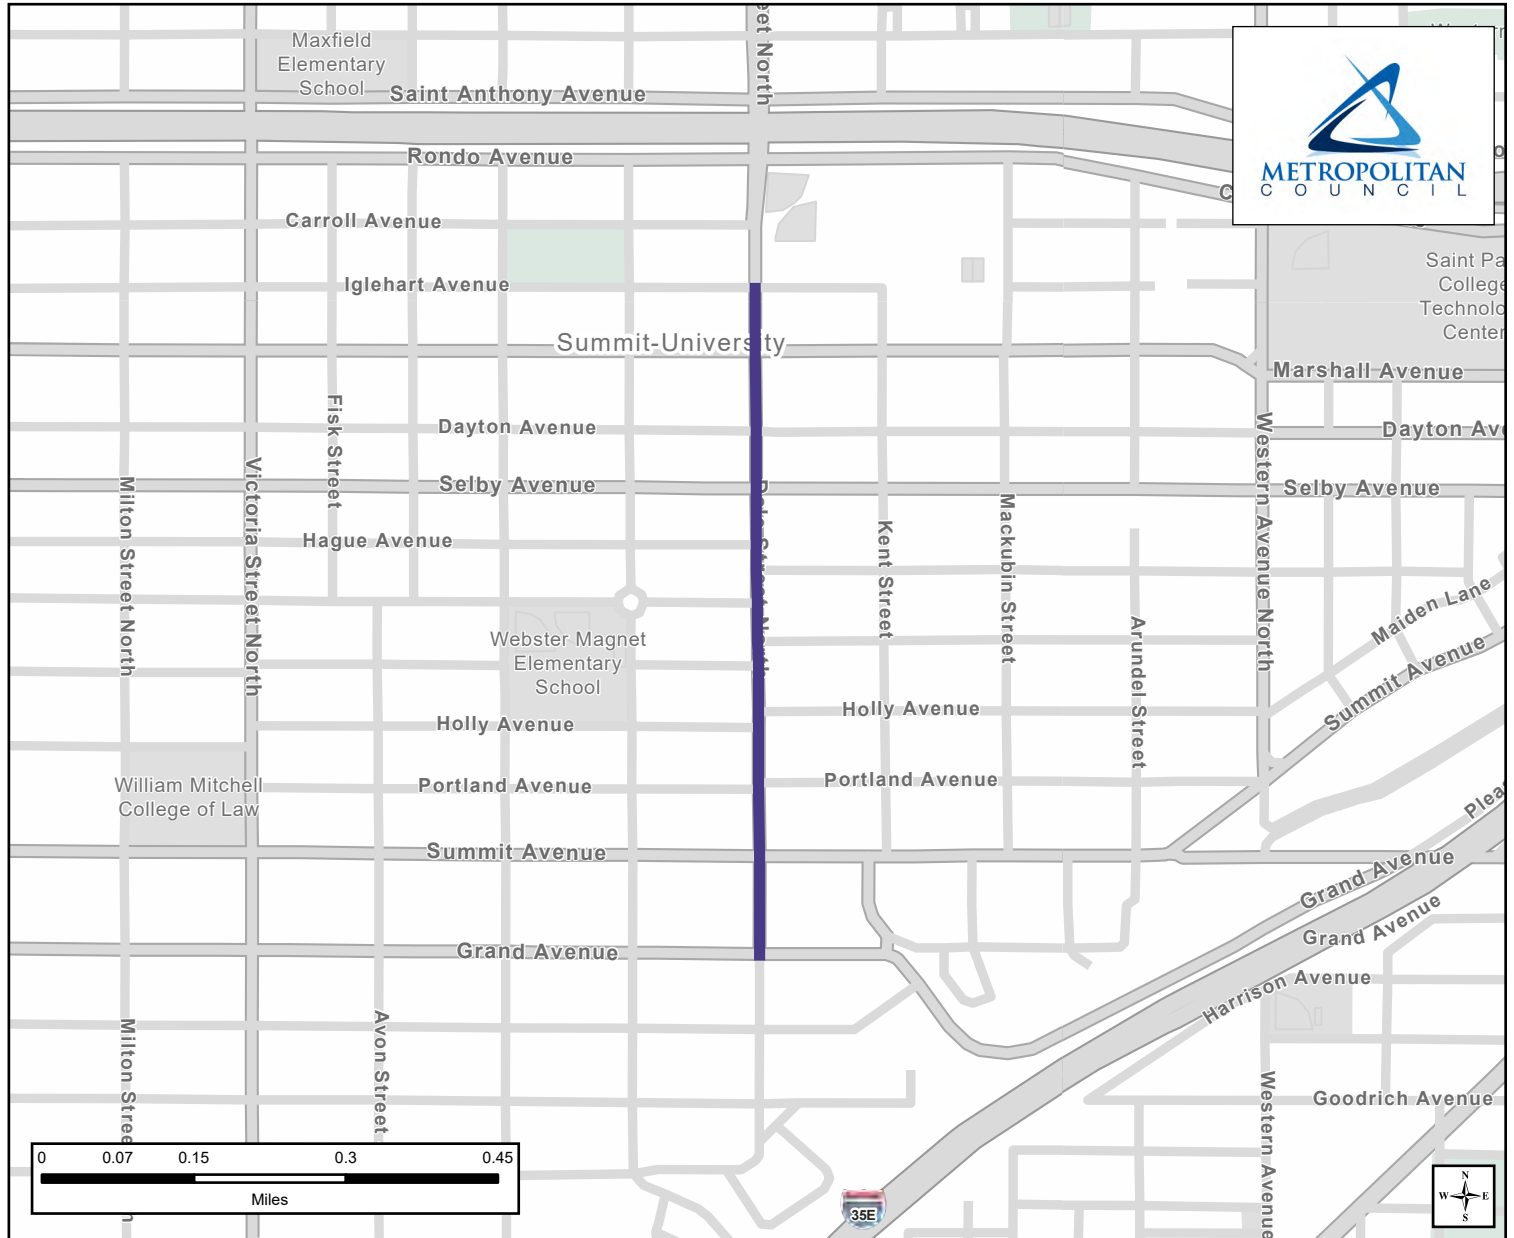 Maxfield
Elementary
School
eet North
Saint Anthony Avenue
METROPOLITAN
COUNCIL
Rondo Avenue
Carroll Avenue
Iglehart Avenue
Saint Pa
College
Technolo
Center
Summit-University
Marshall Avenue
Fisk Street
Dayton Avenue
Dayton Ave
Selby Avenue
Selby Avenue
Milton Street North
Victoria Street North
Dale Street North
Kent Street
Mackubin Street
Western Avenue North
Hague Avenue
Maiden Lane
Webster Magnet
Elementary
School
Arundel Street
Summit Avenue
Holly Avenue
Holly Avenue
William Mitchell
College of Law
Portland Avenue
Portland Avenue
Plea
Summit Avenue
Grand Avenue
Grand Avenue
Grand Avenue
Harrison Avenue
Milton Stree
Avon Street
Western Avenue
Goodrich Avenue
0 0.07 0.15 0.3 0.45
Miles
35E
N
W E
S